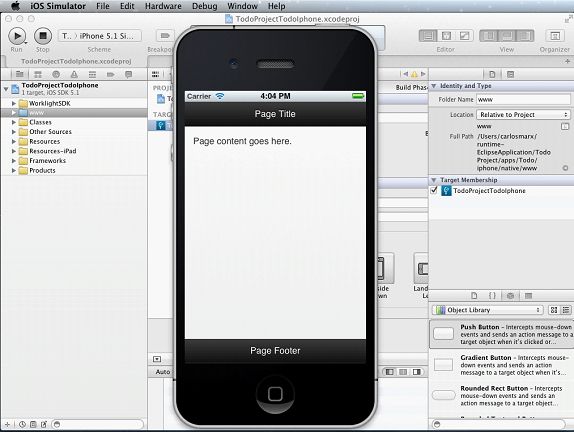 iOS Simulator File Edit Hardware Debug Window Help
TodoProjectTodoIphone.xcodeproj
Run Stop
iPhone 5.1 Si...
Scheme
Editor View Organizer
TodoProjectTodoIphone.xcodeproj
TodoProjectTodoIphone
1 target, iOS SDK 5.1
WorklightSDK
www
Classes
Other Sources
Resources
Resources-iPad
Frameworks
Products
Carrier 4:04 PM
Page Title
Page content goes here.
Page Footer
Build Phase
Auto
Identity and Type
Folder Name www
Location Relative to Project
www
Full Path /Users/carlosmarx/
runtime-
EclipseApplication/Todo
Project/apps/Todo/
iphone/native/www
Target Membership
TodoProjectTodoIphone
Object Library
Push Button - Intercepts mouse-down
events and sends an action message to a
target object when it's clicked or...
Gradient Button - Intercepts
mouse-down events and sends an action
message to a target object when it's...
Rounded Rect Button - Intercepts
mouse-down events and sends an action
message to a target object when it's...